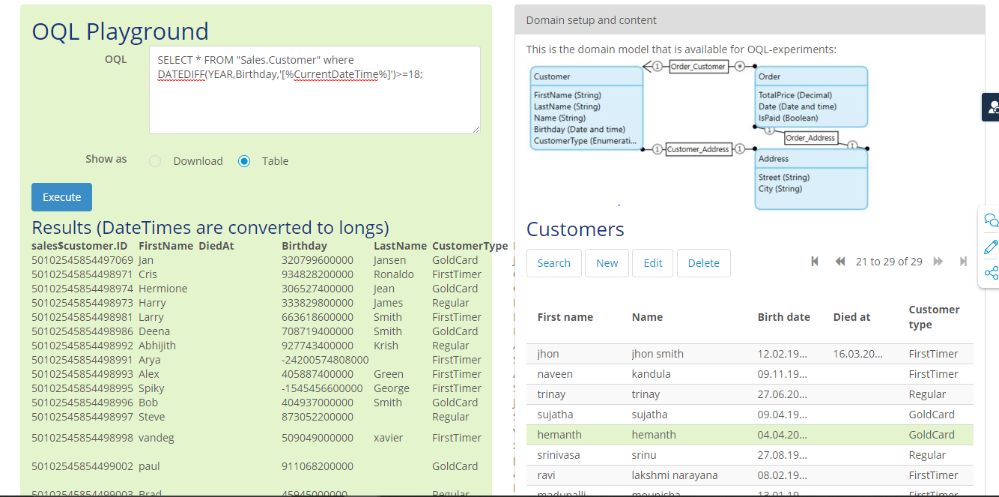 OQL Playground
OQL
SELECT * FROM "Sales.Customer" where
DATEDIFF(YEAR,Birthday,'[%CurrentDateTime%]')>=18;
Show as
Download
Table
Execute
Results (DateTimes are converted to longs)
sales$customer.ID FirstName DiedAt Birthday LastName CustomerType
50102545854497069 Jan 320799600000 Jansen GoldCard
50102545854498971 Cris 934828200000 Ronaldo FirstTimer
50102545854498974 Hermione 306527400000 Jean GoldCard
50102545854498973 Harry 333829800000 James Regular
50102545854498981 Larry 663618600000 Smith FirstTimer
50102545854498986 Deena 708719400000 Smith GoldCard
50102545854498992 Abhijith 927743400000 Krish Regular
50102545854498991 Arya -24200574808000 FirstTimer
50102545854498993 Alex 405887400000 Green FirstTimer
50102545854498995 Spiky -1545456600000 George FirstTimer
50102545854498996 Bob 404937000000 Smith GoldCard
50102545854498997 Steve 873052200000 Regular
50102545854498998 vandeg 509049000000 xavier FirstTimer
50102545854499002 paul 911068200000 GoldCard
50102545854499003 Brad 45945000000 Regular
Domain setup and content
This is the domain model that is available for OQL-experiments:
Customer
FirstName (String)
LastName (String)
Name (String)
Birthday (Date and time)
CustomerType (Enumerati...
1 Order_Customer *
Order
TotalPrice (Decimal)
Date (Date and time)
IsPaid (Boolean)
1 Order_Address 1
1 Customer_Address 1
Address
Street (String)
City (String)
Customers
Search New Edit Delete 21 to 29 of 29
First name Name Birth date Died at Customer
type
jhon jhon smith 12.02.19... 16.03.20... FirstTimer
naveen kandula 09.11.19... FirstTimer
trinay trinay 27.06.20... Regular
sujatha sujatha 09.04.19... GoldCard
hemanth hemanth 04.04.20... GoldCard
srinivasa srinu 27.08.19... Regular
ravi lakshmi narayana 08.02.19... FirstTimer
madupalli mounisha 13.01.19... FirstTimer